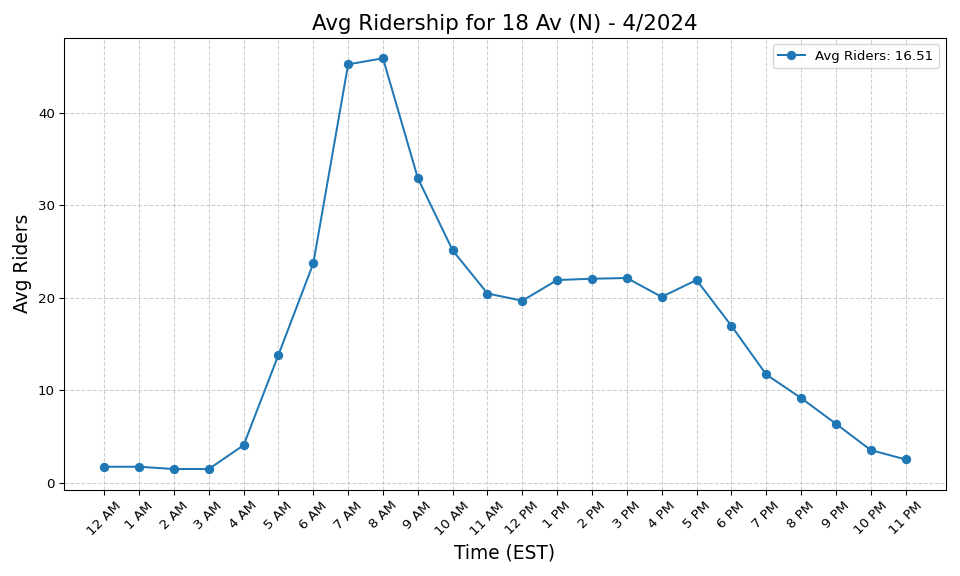 Avg Ridership for 18 Av (N) - 4/2024
Avg Riders: 16.51
Avg Riders
40
30
20
10
0
12 AM
1 AM
2 AM
3 AM
4 AM
5 AM
6 AM
7 AM
8 AM
9 AM
10 AM
11 AM
12 PM
1 PM
2 PM
3 PM
4 PM
5 PM
6 PM
7 PM
8 PM
9 PM
10 PM
11 PM
Time (EST)